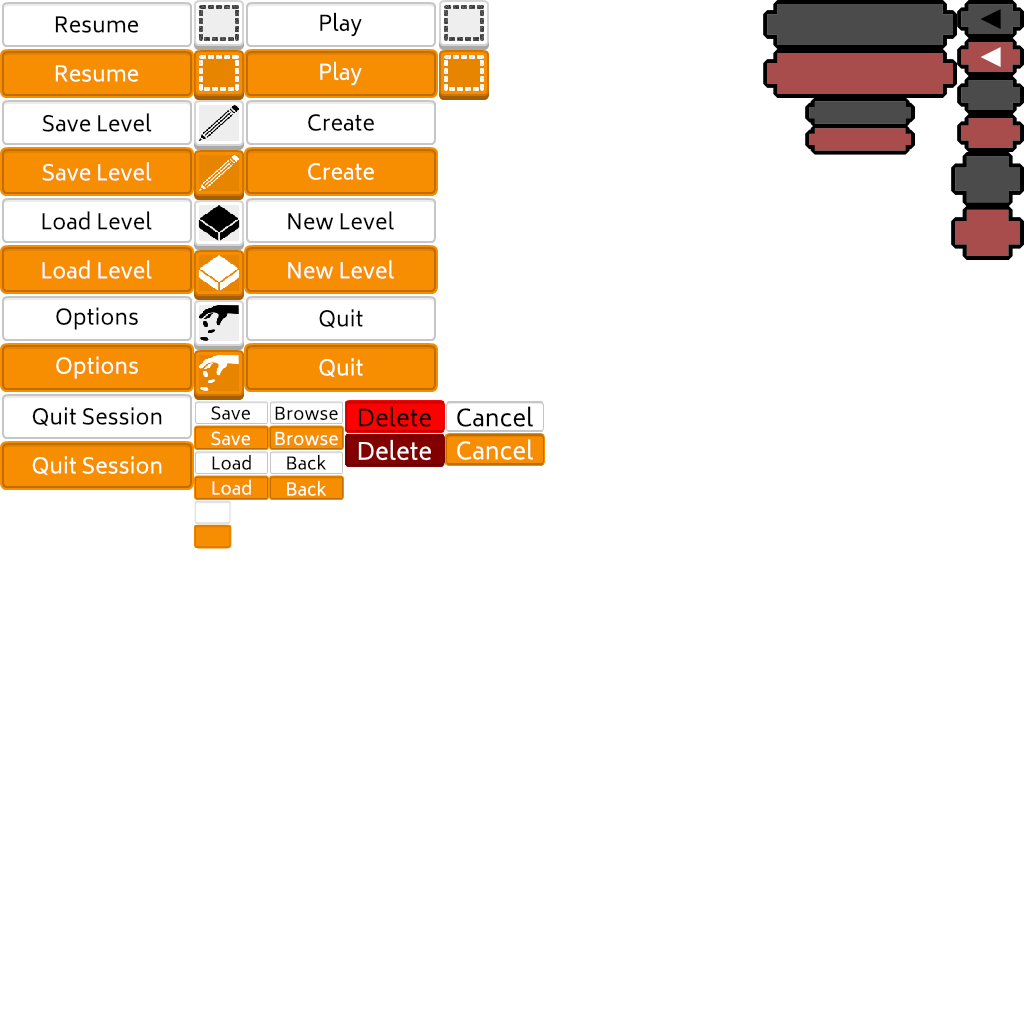 Resume
Play
Resume
Play
Save Level
Create
Save Level
Create
Load Level
New Level
Load Level
New Level
Options
Quit
Options
Quit
Quit Session
Save
Browse
Delete
Cancel
Save
Browse
Delete
Cancel
Quit Session
Load
Back
Load
Back